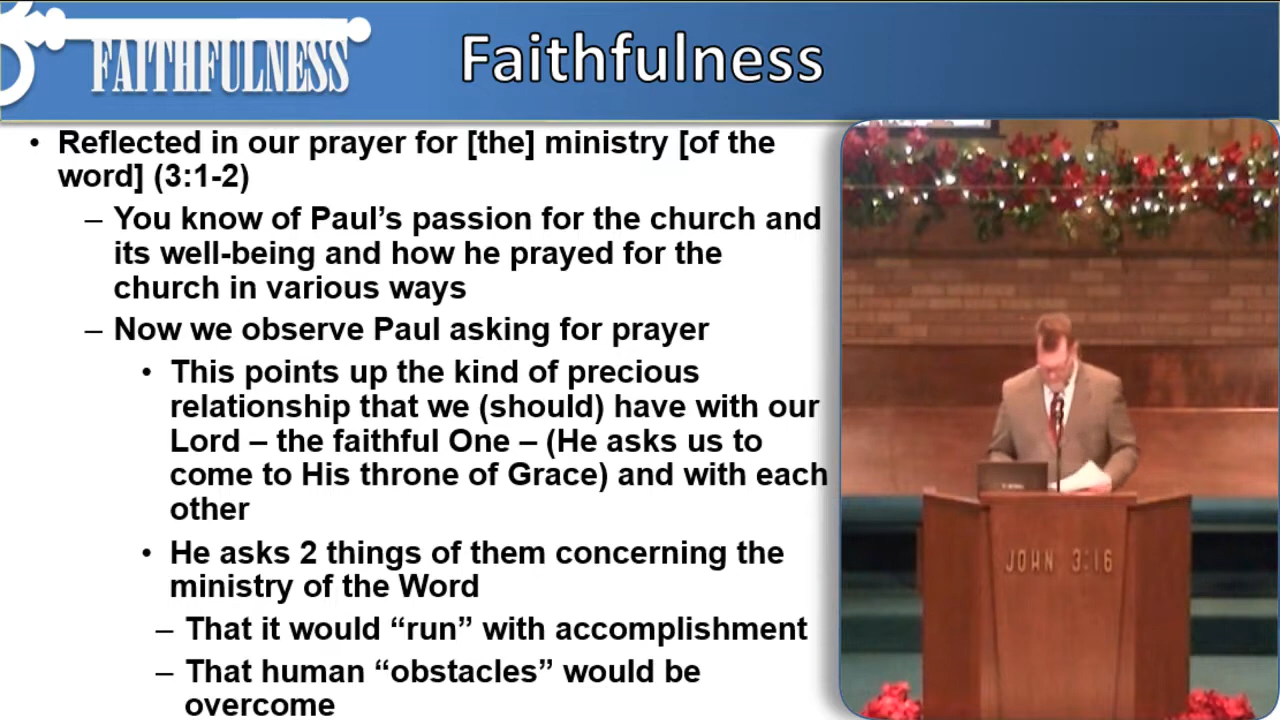 FAITHFULNESS
Faithfulness
• Reflected in our prayer for [the] ministry [of the
word] (3:1-2)
– You know of Paul’s passion for the church and
its well-being and how he prayed for the
church in various ways
– Now we observe Paul asking for prayer
• This points up the kind of precious
relationship that we (should) have with our
Lord – the faithful One – (He asks us to
come to His throne of Grace) and with each
other
• He asks 2 things of them concerning the
ministry of the Word
– That it would “run” with accomplishment
– That human “obstacles” would be
overcome
JOHN 3:16